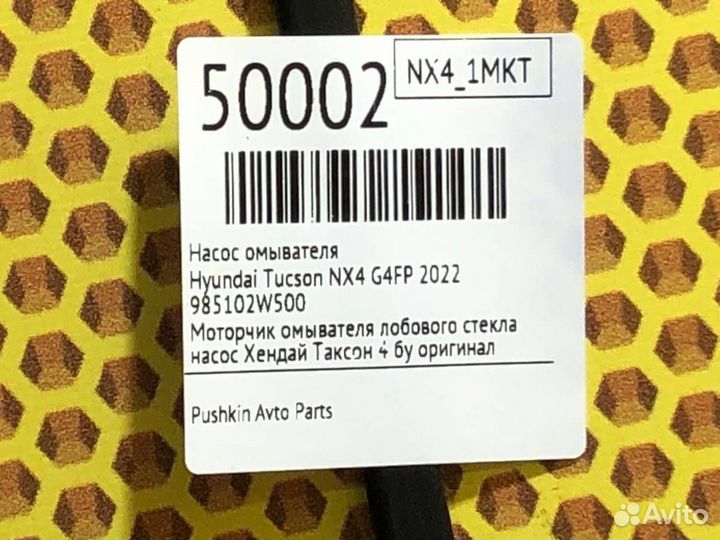 50002
NX4_1MKT
Насос омывателя
Hyundai Tucson NX4 G4FP 2022
985102W500
Моторчик омывателя лобового стекла
насос Хендай Таксон 4 бу оригинал
Pushkin Avto Parts
Avito